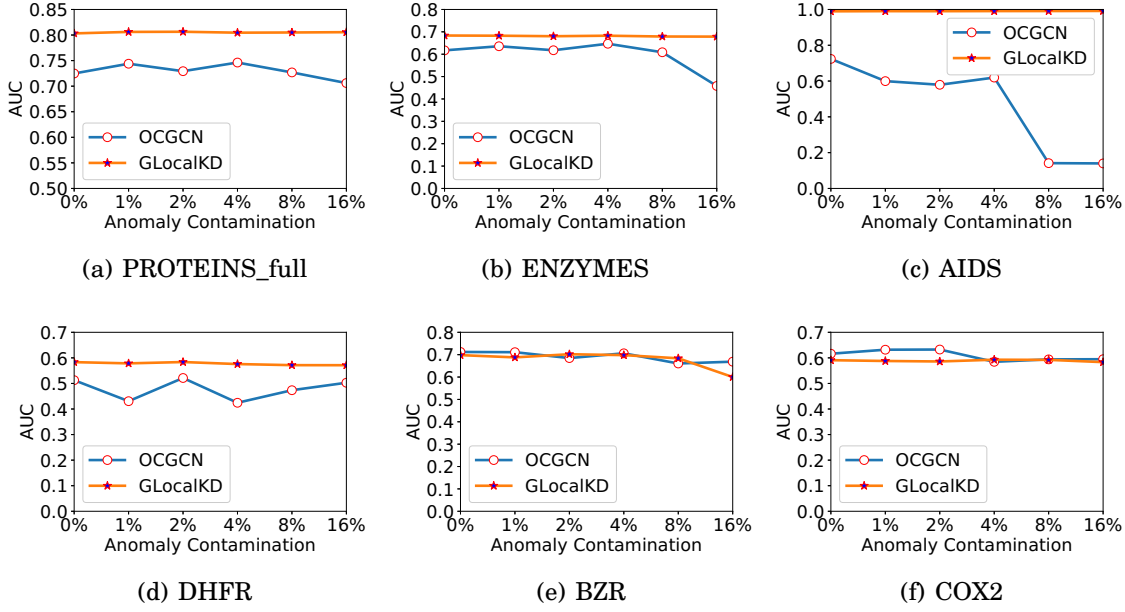 0.85
0.80
0.75
0.70
0.65
0.60
0.55
0.50
AUC
OCGCN
GLocalKD
0% 1% 2% 4% 8% 16%
Anomaly Contamination
(a) PROTEINS_full
0.8
0.7
0.6
0.5
0.4
0.3
0.2
0.1
0.0
AUC
OCGCN
GLocalKD
0% 1% 2% 4% 8% 16%
Anomaly Contamination
(b) ENZYMES
1.0
0.8
0.6
0.4
0.2
0.0
AUC
OCGCN
GLocalKD
0% 1% 2% 4% 8% 16%
Anomaly Contamination
(c) AIDS
0.7
0.6
0.5
0.4
0.3
0.2
0.1
0.0
AUC
OCGCN
GLocalKD
0% 1% 2% 4% 8% 16%
Anomaly Contamination
(d) DHFR
0.8
0.7
0.6
0.5
0.4
0.3
0.2
0.1
0.0
AUC
OCGCN
GLocalKD
0% 1% 2% 4% 8% 16%
Anomaly Contamination
(e) BZR
0.7
0.6
0.5
0.4
0.3
0.2
0.1
0.0
AUC
OCGCN
GLocalKD
0% 1% 2% 4% 8% 16%
Anomaly Contamination
(f) COX2